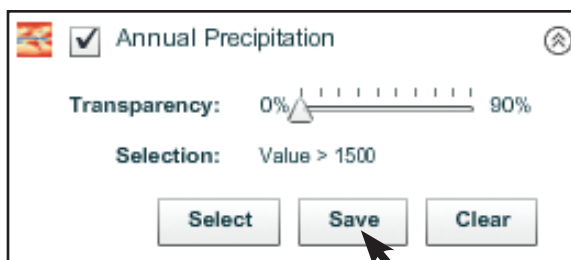 Annual Precipitation
Transparency: 0% 90%
Selection: Value > 1500
Select Save Clear